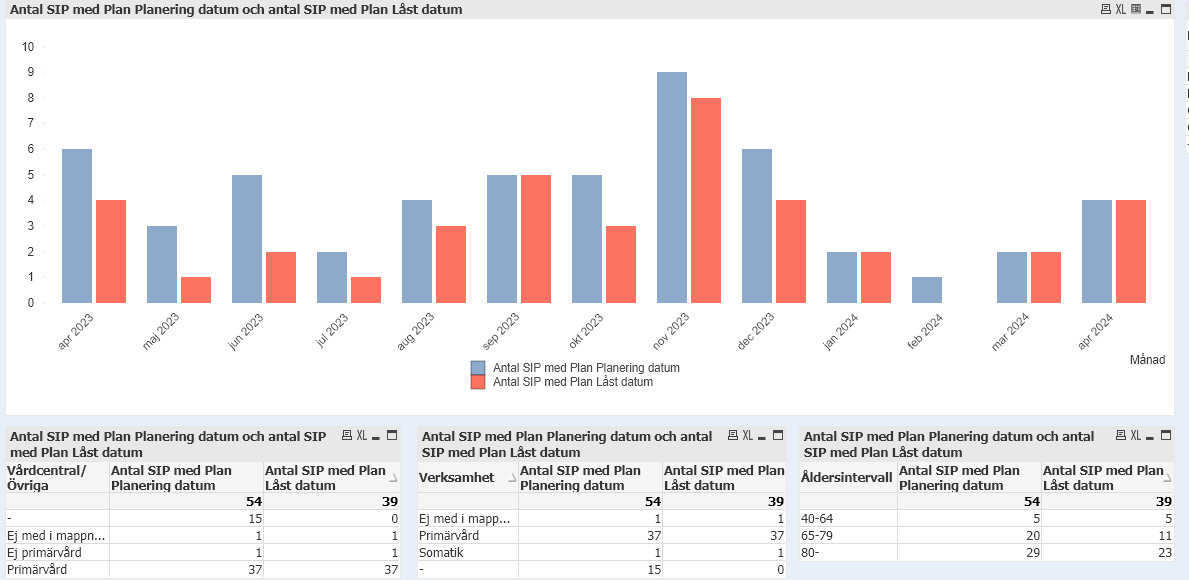 Antal SIP med Plan Planering datum och antal SIP med Plan Låst datum
XL
10
9
8
7
6
5
4
3
2
1
0
apr 2023
maj 2023
jun 2023
jul 2023
aug 2023
sep 2023
okt 2023
nov 2023
dec 2023
jan 2024
feb 2024
mar 2024
apr 2024
Månad
Antal SIP med Plan Planering datum
Antal SIP med Plan Låst datum
Antal SIP med Plan Planering datum och antal SIP
med Plan Låst datum
XL
Vårdcentral/ Antal SIP med Plan Antal SIP med Plan
Övriga Planering datum Låst datum
54 39
- 15 0
Ej med i mappn... 1 1
Ej primärvård 1 1
Primärvård 37 37
Antal SIP med Plan Planering datum och antal
SIP med Plan Låst datum
XL
Verksamhet Antal SIP med Plan Antal SIP med Plan
Planering datum Låst datum
54 39
Ej med i mapp... 1 1
Primärvård 37 37
Somatik 1 1
- 15 0
Antal SIP med Plan Planering datum och antal
SIP med Plan Låst datum
XL
Åldersintervall Antal SIP med Plan Antal SIP med Plan
Planering datum Låst datum
54 39
40-64 5 5
65-79 20 11
80- 29 23